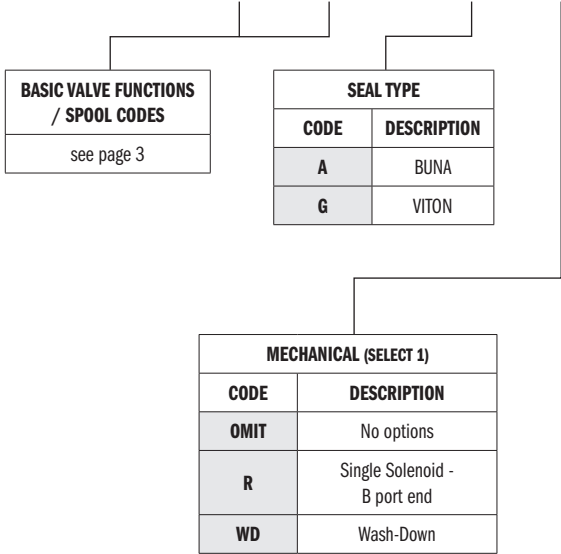 BASIC VALVE FUNCTIONS
/ SPOOL CODES
see page 3
SEAL TYPE
CODE DESCRIPTION
A BUNA
G VITON
MECHANICAL (SELECT 1)
CODE DESCRIPTION
OMIT No options
R Single Solenoid -
B port end
WD Wash-Down